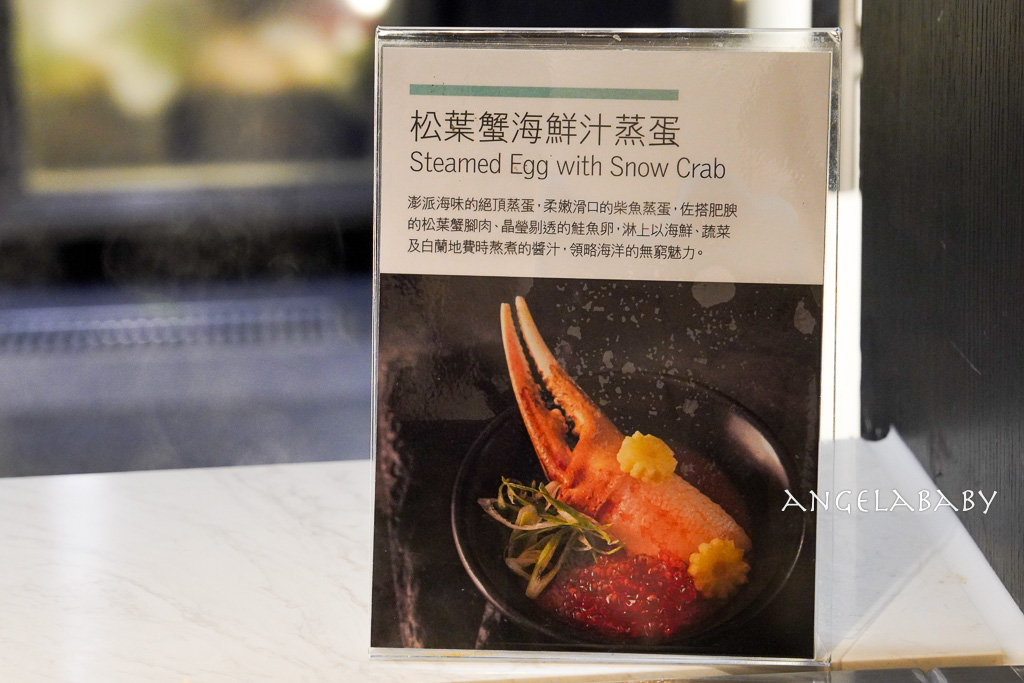 松葉蟹海鮮汁蒸蛋
Steamed Egg with Snow Crab
澎派海味的絕頂蒸蛋，柔嫩滑口的柴魚蒸蛋，佐搭肥腴
的松葉蟹腳肉、晶瑩剔透的鮭魚卵，淋上以海鮮、蔬菜
及白蘭地費時熬煮的醬汁，領略海洋的無窮魅力。
ANGELABABY